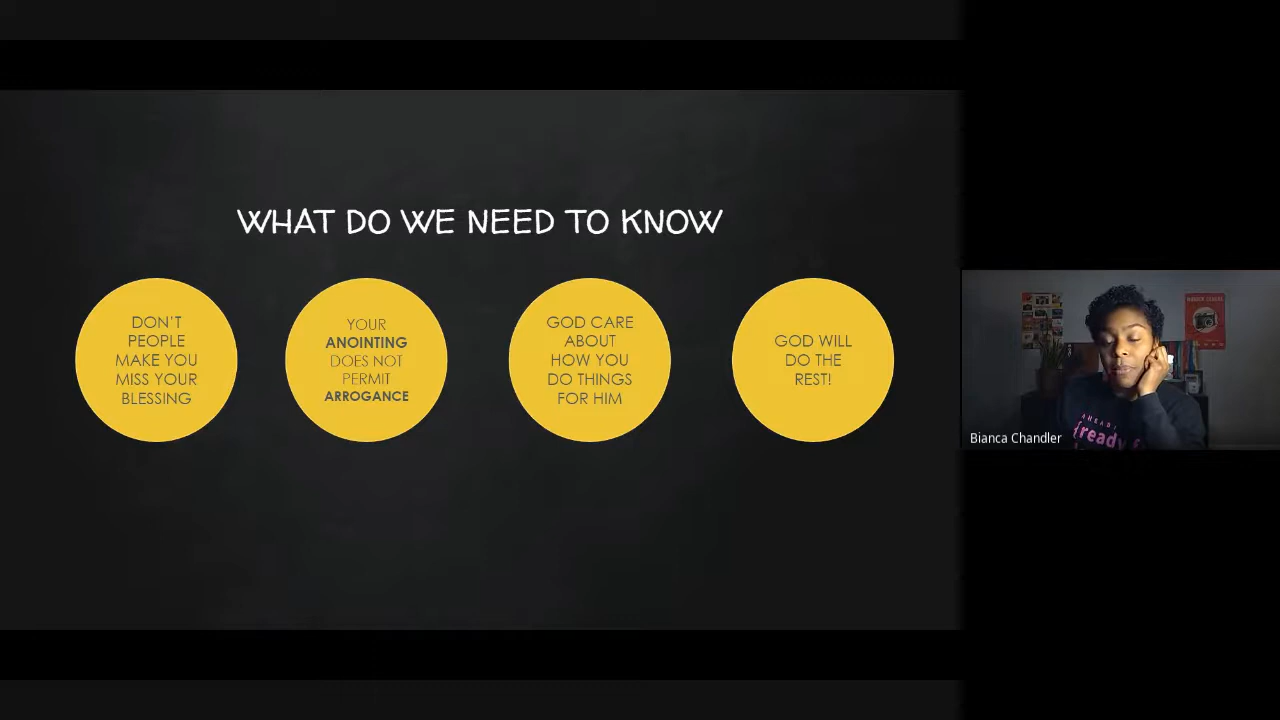 WHAT DO WE NEED TO KNOW
DON'T
PEOPLE
MAKE YOU
MISS YOUR
BLESSING
YOUR
ANOINTING
DOES NOT
PERMIT
ARROGANCE
GOD CARE
ABOUT
HOW YOU
DO THINGS
FOR HIM
GOD WILL
DO THE
REST!
AHEAD
Bianca Chandler